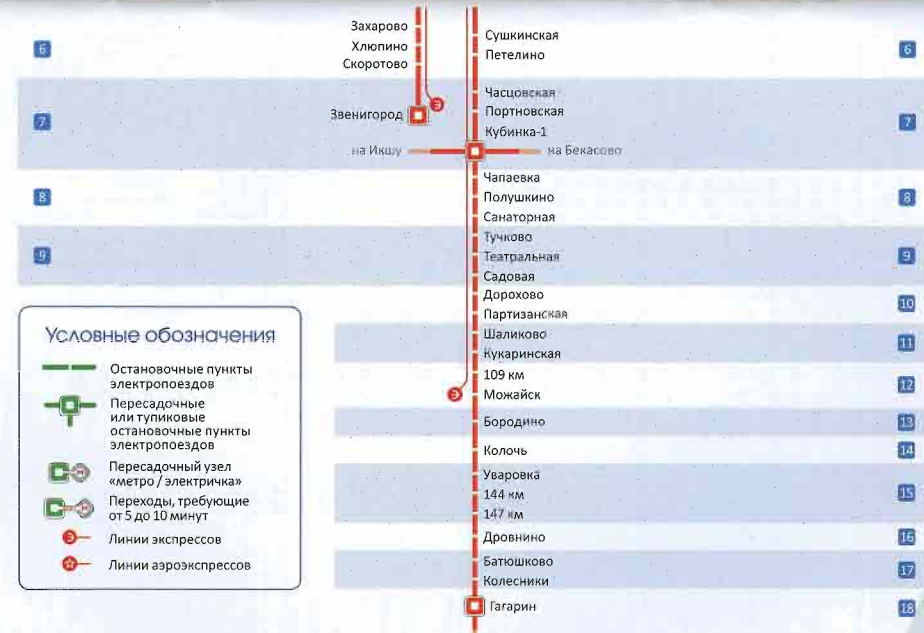 Захарово
Хлюпино
Скоротово
6
Сушкинская
Петелино
6
7
Звенигород
Э
Часцовская
Портновская
Кубинка-1
7
на Икшу
на Бекасово
8
Чапаевка
Полушкино
Санаторная
8
9
Тучково
Театральная
Садовая
9
Дорохово
Партизанская
10
Шаликово
Кукаринская
11
109 км
Э
Можайск
12
Бородино
13
Колочь
14
Уваровка
144 км
147 км
15
Дровнино
16
Батюшково
Колесники
17
Гагарин
18
Условные обозначения
Остановочные пункты
электропоездов
Пересадочные
или тупиковые
остановочные пункты
электропоездов
М
Пересадочный узел
«метро / электричка»
М
Переходы, требующие
от 5 до 10 минут
Э
Линии экспрессов
Линии аэроэкспрессов